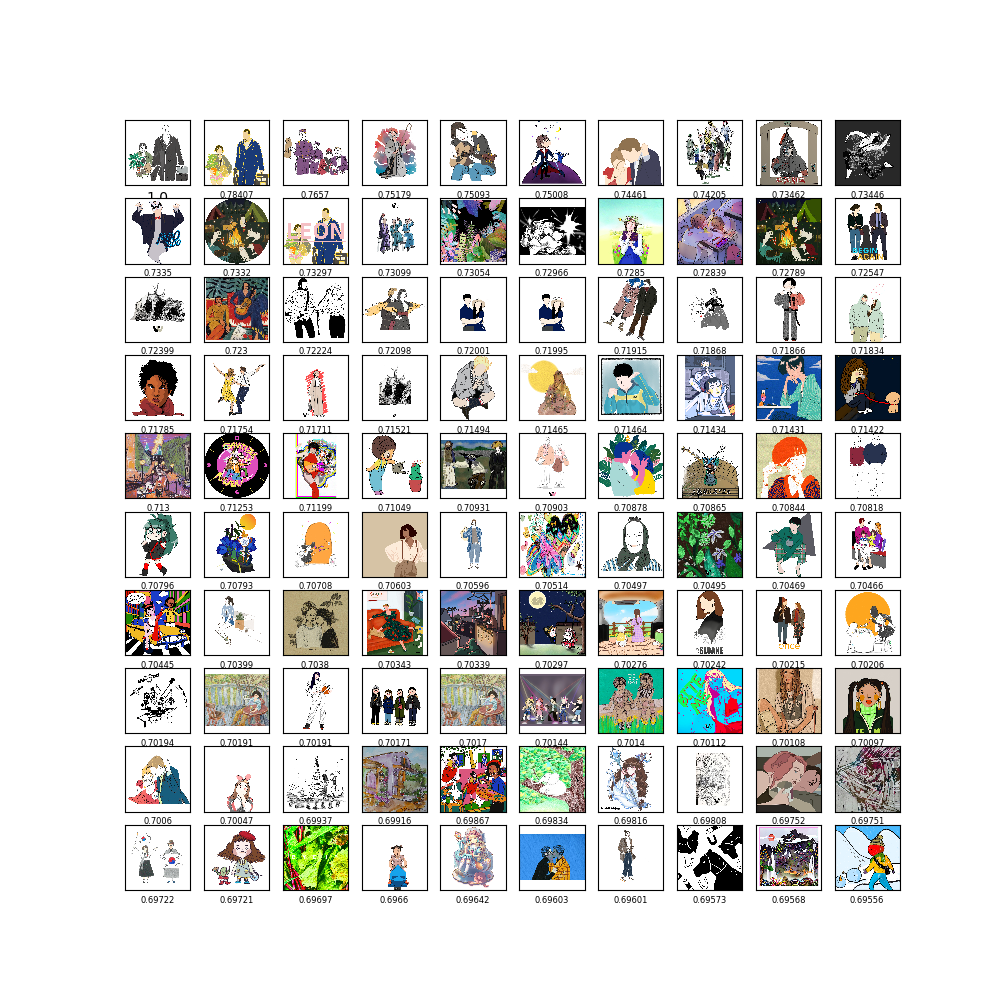 1.0 0.78407 0.7657 0.75179 0.75093 0.75008 0.74461 0.74205 0.73462 0.73446
LEON
0.7335 0.7332 0.73297 0.73099 0.73054 0.72966 0.7285 0.72839 0.72789 0.72547
BEGIN
AGAIN
0.72399 0.723 0.72224 0.72098 0.72001 0.71995 0.71915 0.71868 0.71866 0.71834
0.71785 0.71754 0.71711 0.71521 0.71494 0.71465 0.71464 0.71434 0.71431 0.71422
0.713 0.71253 0.71199 0.71049 0.70931 0.70903 0.70878 0.70865 0.70844 0.70818
0.70796 0.70793 0.70708 0.70603 0.70596 0.70514 0.70497 0.70495 0.70469 0.70466
SLOANE
once
0.70445 0.70399 0.7038 0.70343 0.70339 0.70297 0.70276 0.70242 0.70215 0.70206
0.70194 0.70191 0.70191 0.70171 0.7017 0.70144 0.7014 0.70112 0.70108 0.70097
0.7006 0.70047 0.69937 0.69916 0.69867 0.69834 0.69816 0.69808 0.69752 0.69751
0.69722 0.69721 0.69697 0.6966 0.69642 0.69603 0.69601 0.69573 0.69568 0.69556